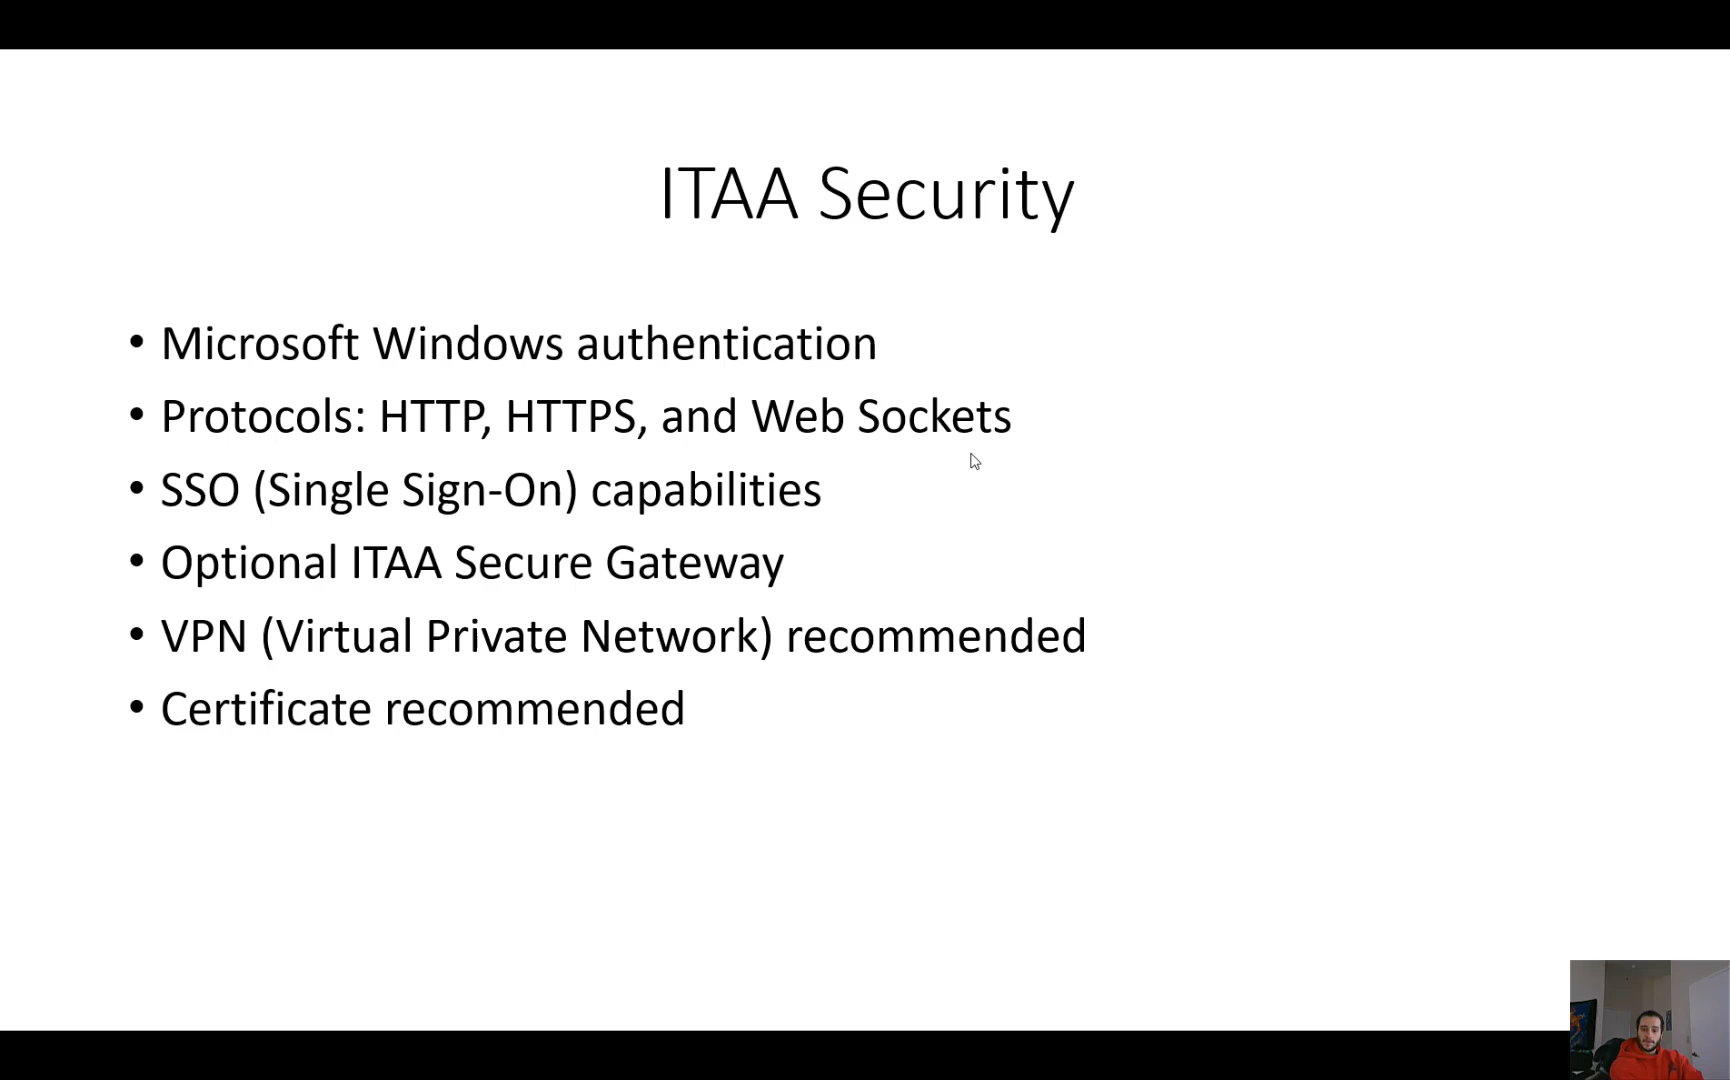 ITAA Security
• Microsoft Windows authentication
• Protocols: HTTP, HTTPS, and Web Sockets
• SSO (Single Sign-On) capabilities
• Optional ITAA Secure Gateway
• VPN (Virtual Private Network) recommended
• Certificate recommended